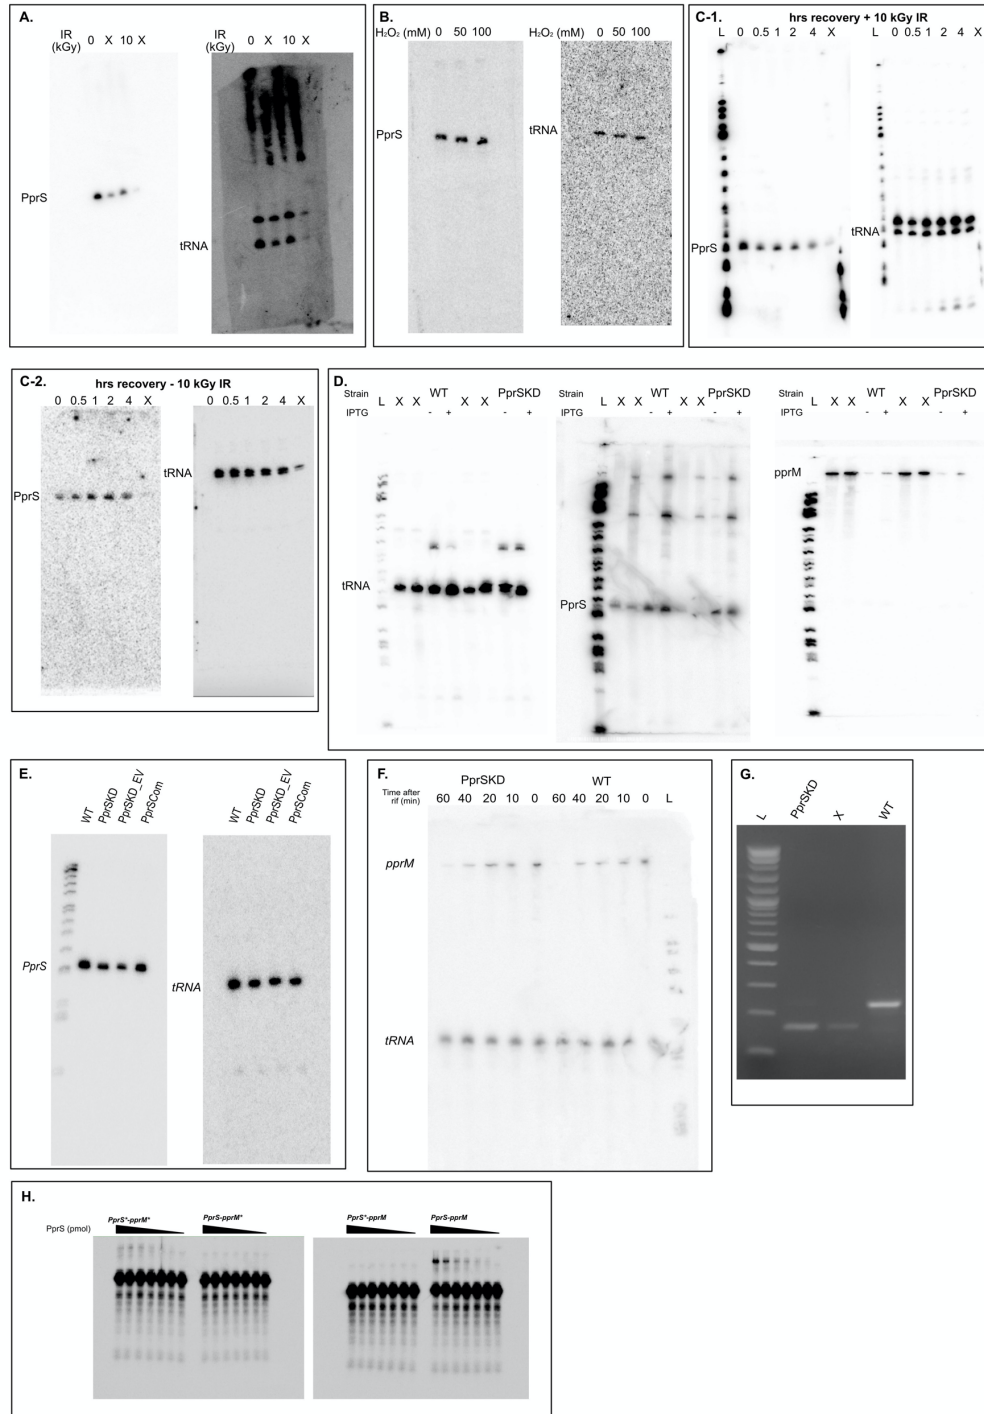 A.
IR (kGy) 0 X 10 X
PprS
IR (kGy) 0 X 10 X
tRNA
B.
H₂O₂ (mM) 0 50 100
PprS
H₂O₂ (mM) 0 50 100
tRNA
C-1.
hrs recovery + 10 kGy IR
L 0 0.5 1 2 4 X
PprS
L 0 0.5 1 2 4 X
tRNA
C-2.
hrs recovery - 10 kGy IR
0 0.5 1 2 4 X
PprS
0 0.5 1 2 4 X
tRNA
D.
Strain L X X WT X X PprSKD
IPTG - + - +
tRNA
Strain L X X WT X X PprSKD
IPTG - + - +
PprS
Strain L X X WT X X PprSKD
IPTG - + - +
pprM
E.
WT PprSKD PprSKD_EV PprSCom
PprS
WT PprSKD PprSKD_EV PprSCom
tRNA
F.
PprSKD WT
Time after rif (min) 60 40 20 10 0 60 40 20 10 0 L
pprM
tRNA
G.
L PprSKD X WT
H.
PprS (pmol)
PprS*-pprM* PprS-pprM* PprS*-pprM PprS-pprM